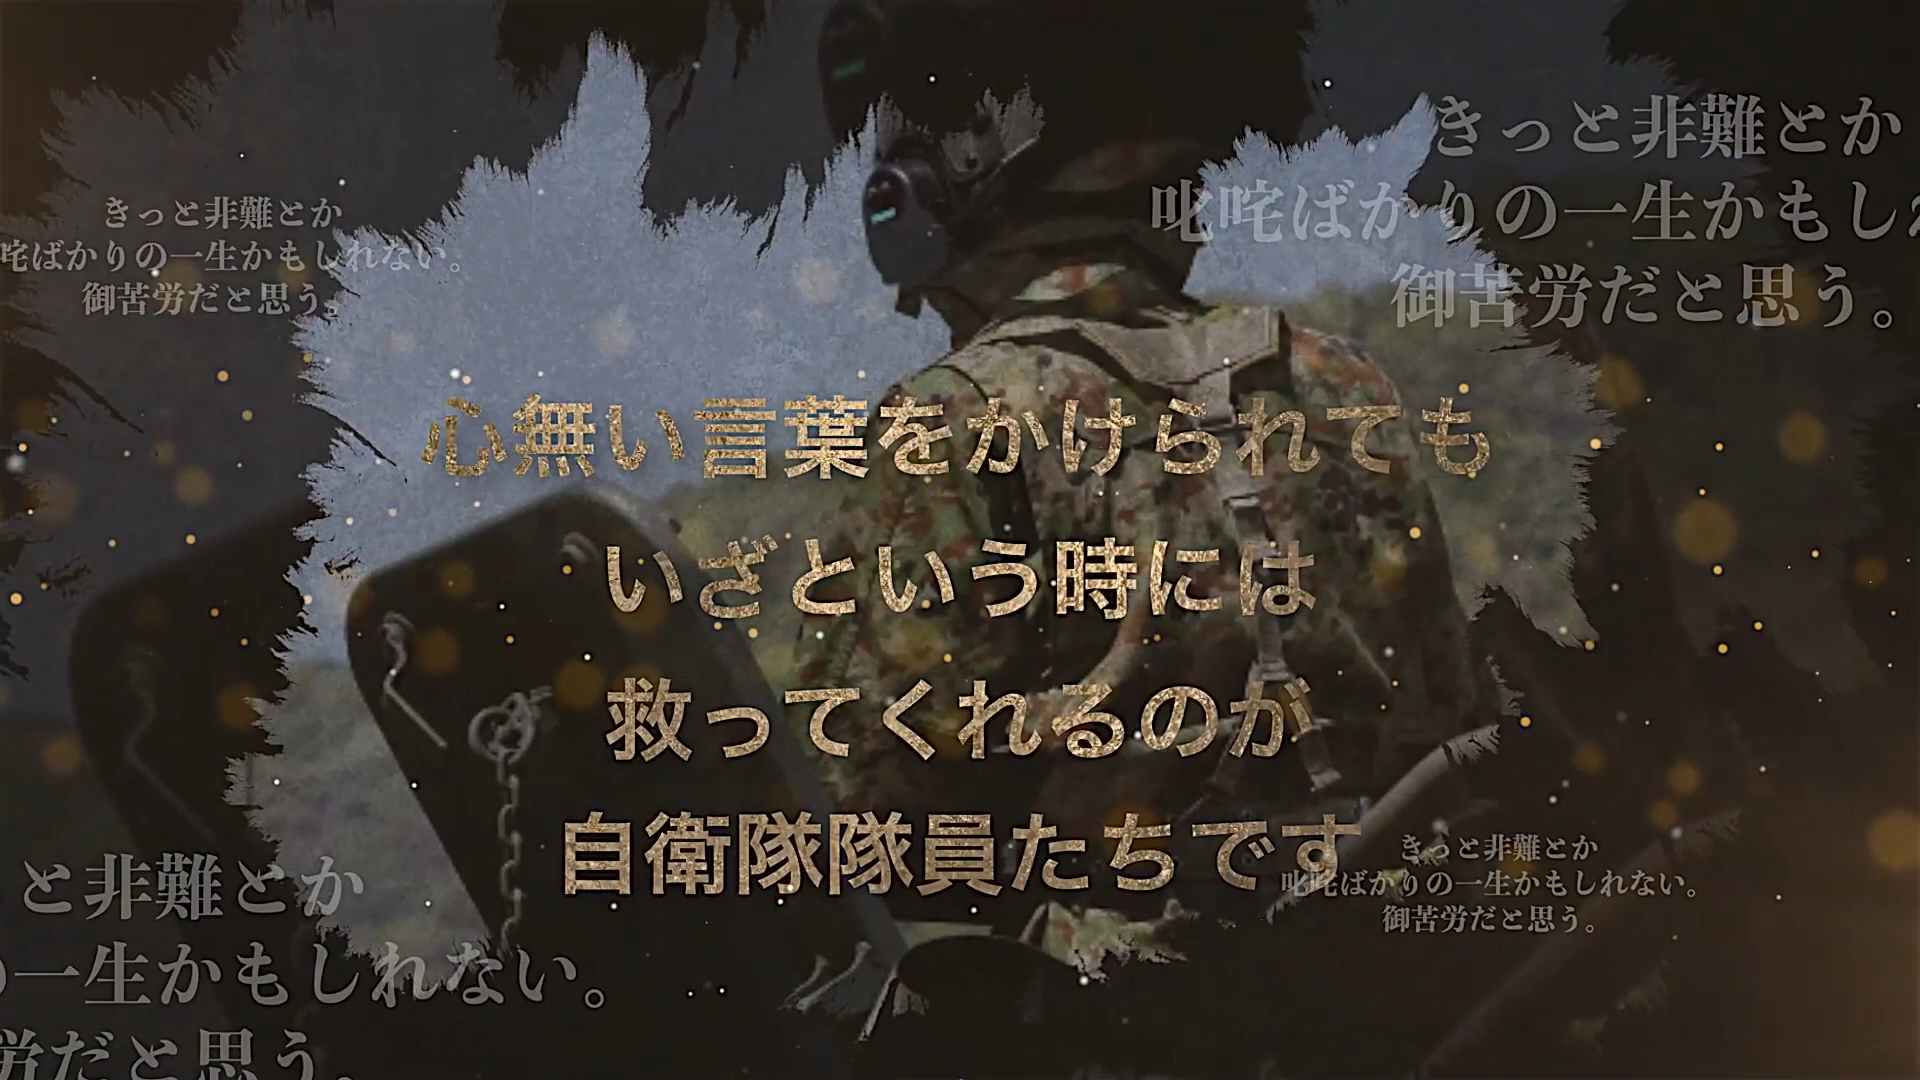 きっと非難とか
叱咤ばかりの一生かもし
御苦労だと思う。
きっと非難とか
咤ばかりの一生かもしれない。
御苦労だと思う。
心無い言葉をかけられても
いざという時には
救ってくれるのが
自衛隊隊員たちです
きっと非難とか
叱咤ばかりの一生かもしれない。
御苦労だと思う。
と非難とか
の一生かもしれない。
労だと思う。